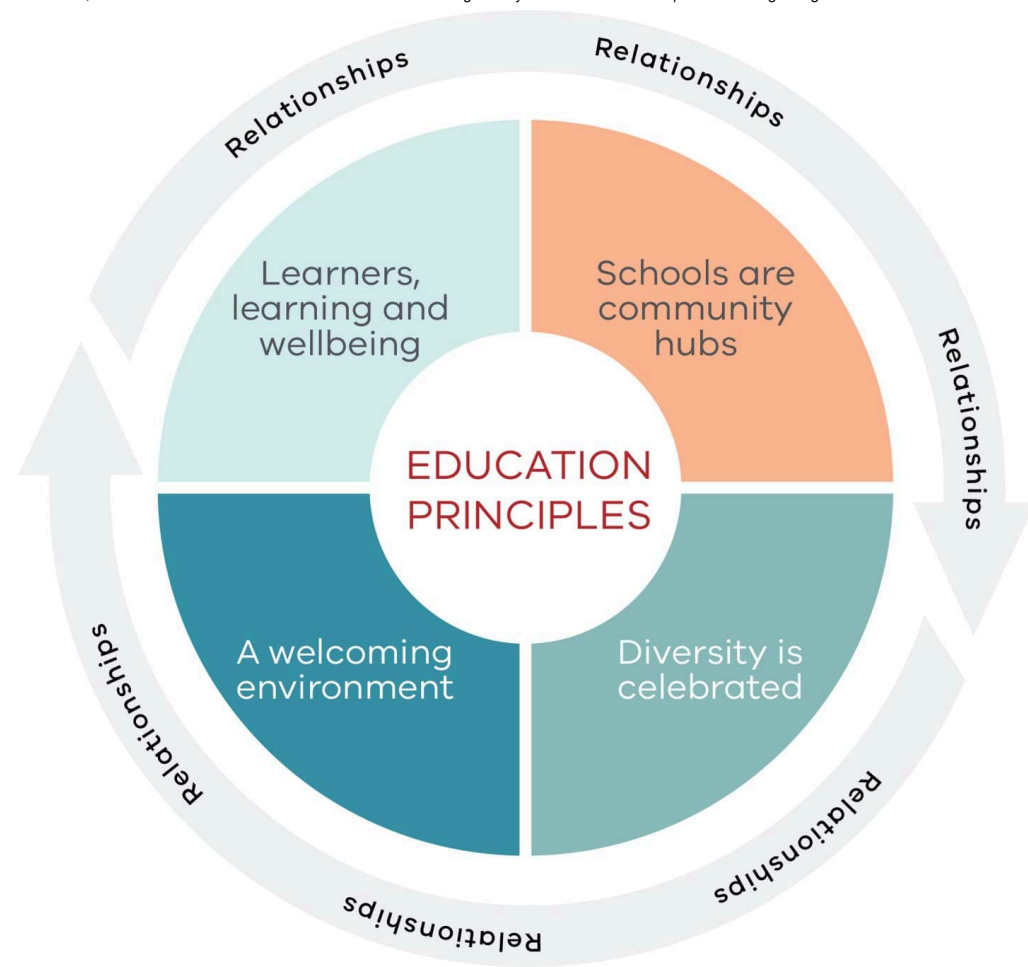 Relationships
Relationships
Relationships
Relationships
Relationships
Relationships
Learners,
learning and
wellbeing
Schools are
community
hubs
EDUCATION
PRINCIPLES
A welcoming
environment
Diversity is
celebrated